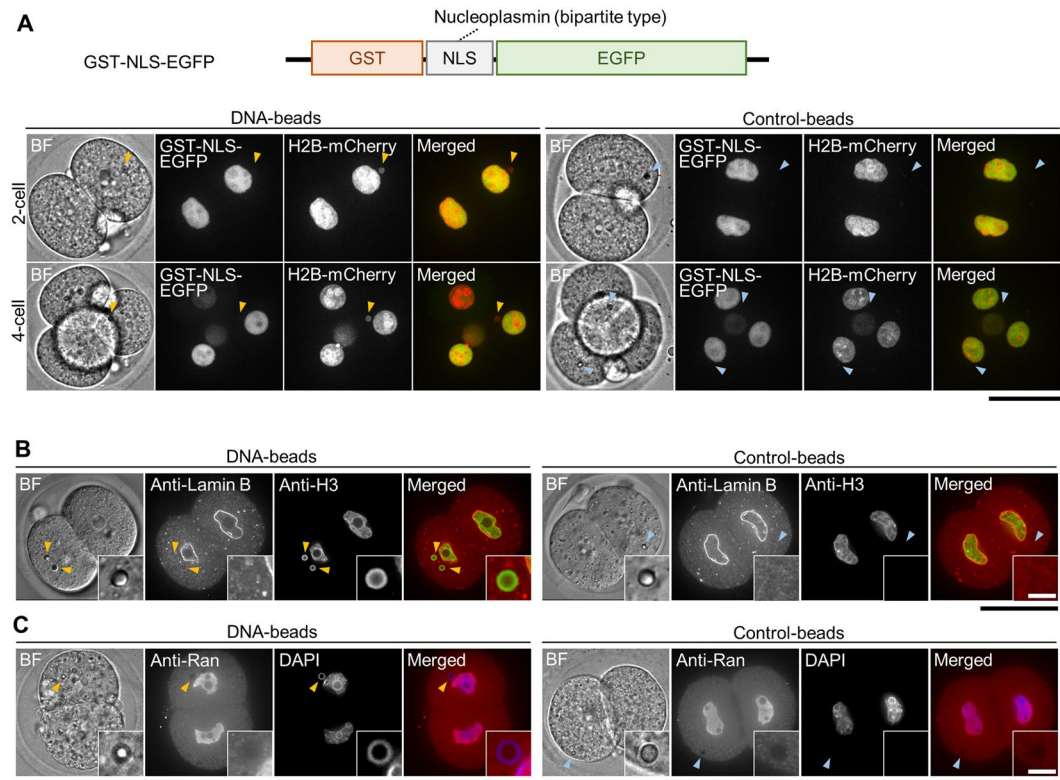 A
Nucleoplasmin (bipartite type)
GST-NLS-EGFP
GST
NLS
EGFP
DNA-beads
Control-beads
2-cell
BF
GST-NLS-
EGFP
H2B-mCherry
Merged
BF
GST-NLS-
EGFP
H2B-mCherry
Merged
4-cell
BF
GST-NLS-
EGFP
H2B-mCherry
Merged
BF
GST-NLS-
EGFP
H2B-mCherry
Merged
B
DNA-beads
Control-beads
BF
Anti-Lamin B
Anti-H3
Merged
BF
Anti-Lamin B
Anti-H3
Merged
C
DNA-beads
Control-beads
BF
Anti-Ran
DAPI
Merged
BF
Anti-Ran
DAPI
Merged